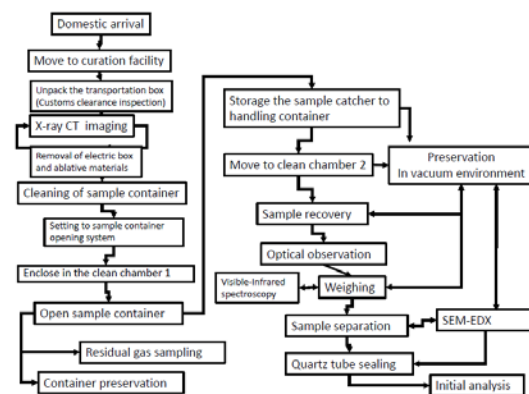 Domestic arrival
Move to curation facility
Unpack the transportation box
(Customs clearance inspection)
X-ray CT imaging
Removal of electric box
and ablative materials
Cleaning of sample container
Setting to sample container
opening system
Enclose in the clean chamber 1
Open sample container
Residual gas sampling
Container preservation
Storage the sample catcher to
handling container
Move to clean chamber 2
Preservation
In vacuum environment
Sample recovery
Optical observation
Visible-Infrared
spectroscopy
Weighing
Sample separation
SEM-EDX
Quartz tube sealing
Initial analysis